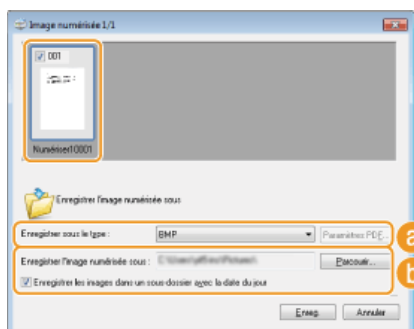 Image numérisée 1/1
001
Numériser10001
Enregistrer l'image numérisée sous
Enregistrer sous le type :
BMP
Paramètres PDF...
a
Enregistrer l'image numérisée sous :
Parcourir...
b
Enregistrer les images dans un sous-dossier avec la date du jour
Enreg.
Annuler